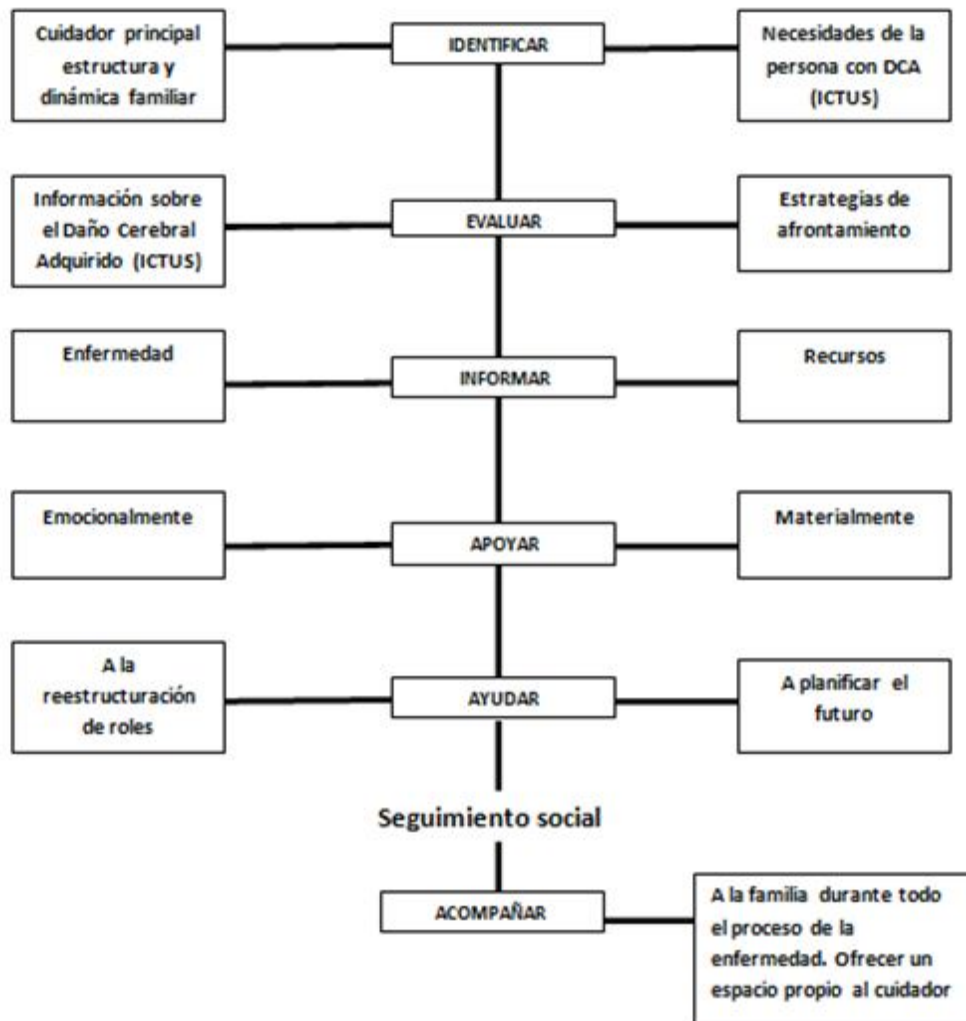 Cuidador principal
estructura y
dinámica familiar
IDENTIFICAR
Necesidades de la
persona con DCA
(ICTUS)
Información sobre
el Daño Cerebral
Adquirido (ICTUS)
EVALUAR
Estrategias de
afrontamiento
Enfermedad
INFORMAR
Recursos
Emocionalmente
APOYAR
Materialmente
A la
reestructuración
de roles
AYUDAR
A planificar el
futuro
Seguimiento social
ACOMPAÑAR
A la familia durante todo
el proceso de la
enfermedad. Ofrecer un
espacio propio al cuidador